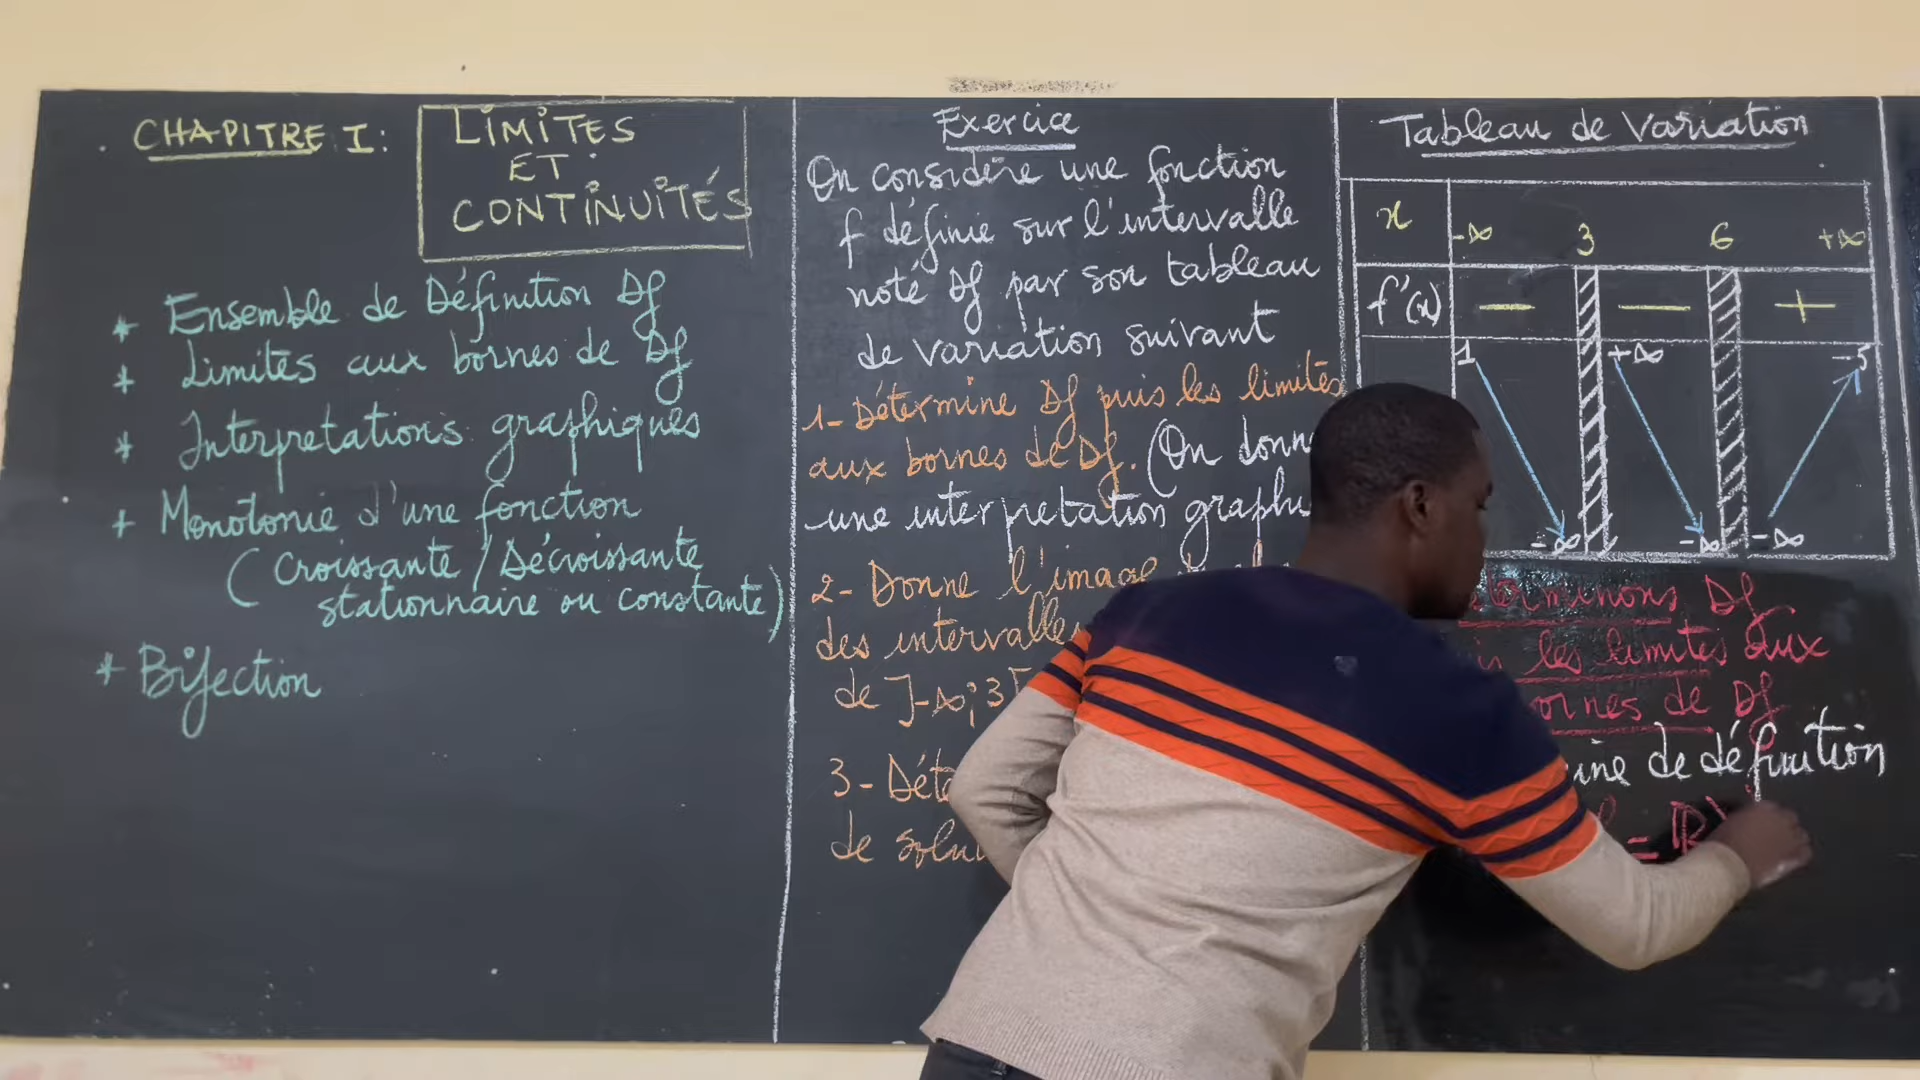 CHAPITRE I:
LIMITES
ET
CONTINUITÉS
* Ensemble de Définition Df
* Limites aux bornes de Df
* Interpretations graphiques
* Monotonie d'une fonction
(Croissante / Décroissante
stationnaire ou constante)
* Bijection
Exercice
On considère une fonction
f définie sur l'intervalle
noté Df par son tableau
de variation suivant
1- Détermine Df puis les limites
aux bornes de Df. (On donn
une interpretation graphi
2- Donne l'image
des intervalles
de ]-∞; 3[
3- Déte
de solu
Tableau de Variation
x -∞ 3 6 +∞
f'(x) — — +
1 +∞ -5
-∞ -∞ -∞
terminons Df
is les limites aux
ornes de Df
ine de définition
= ℝ\